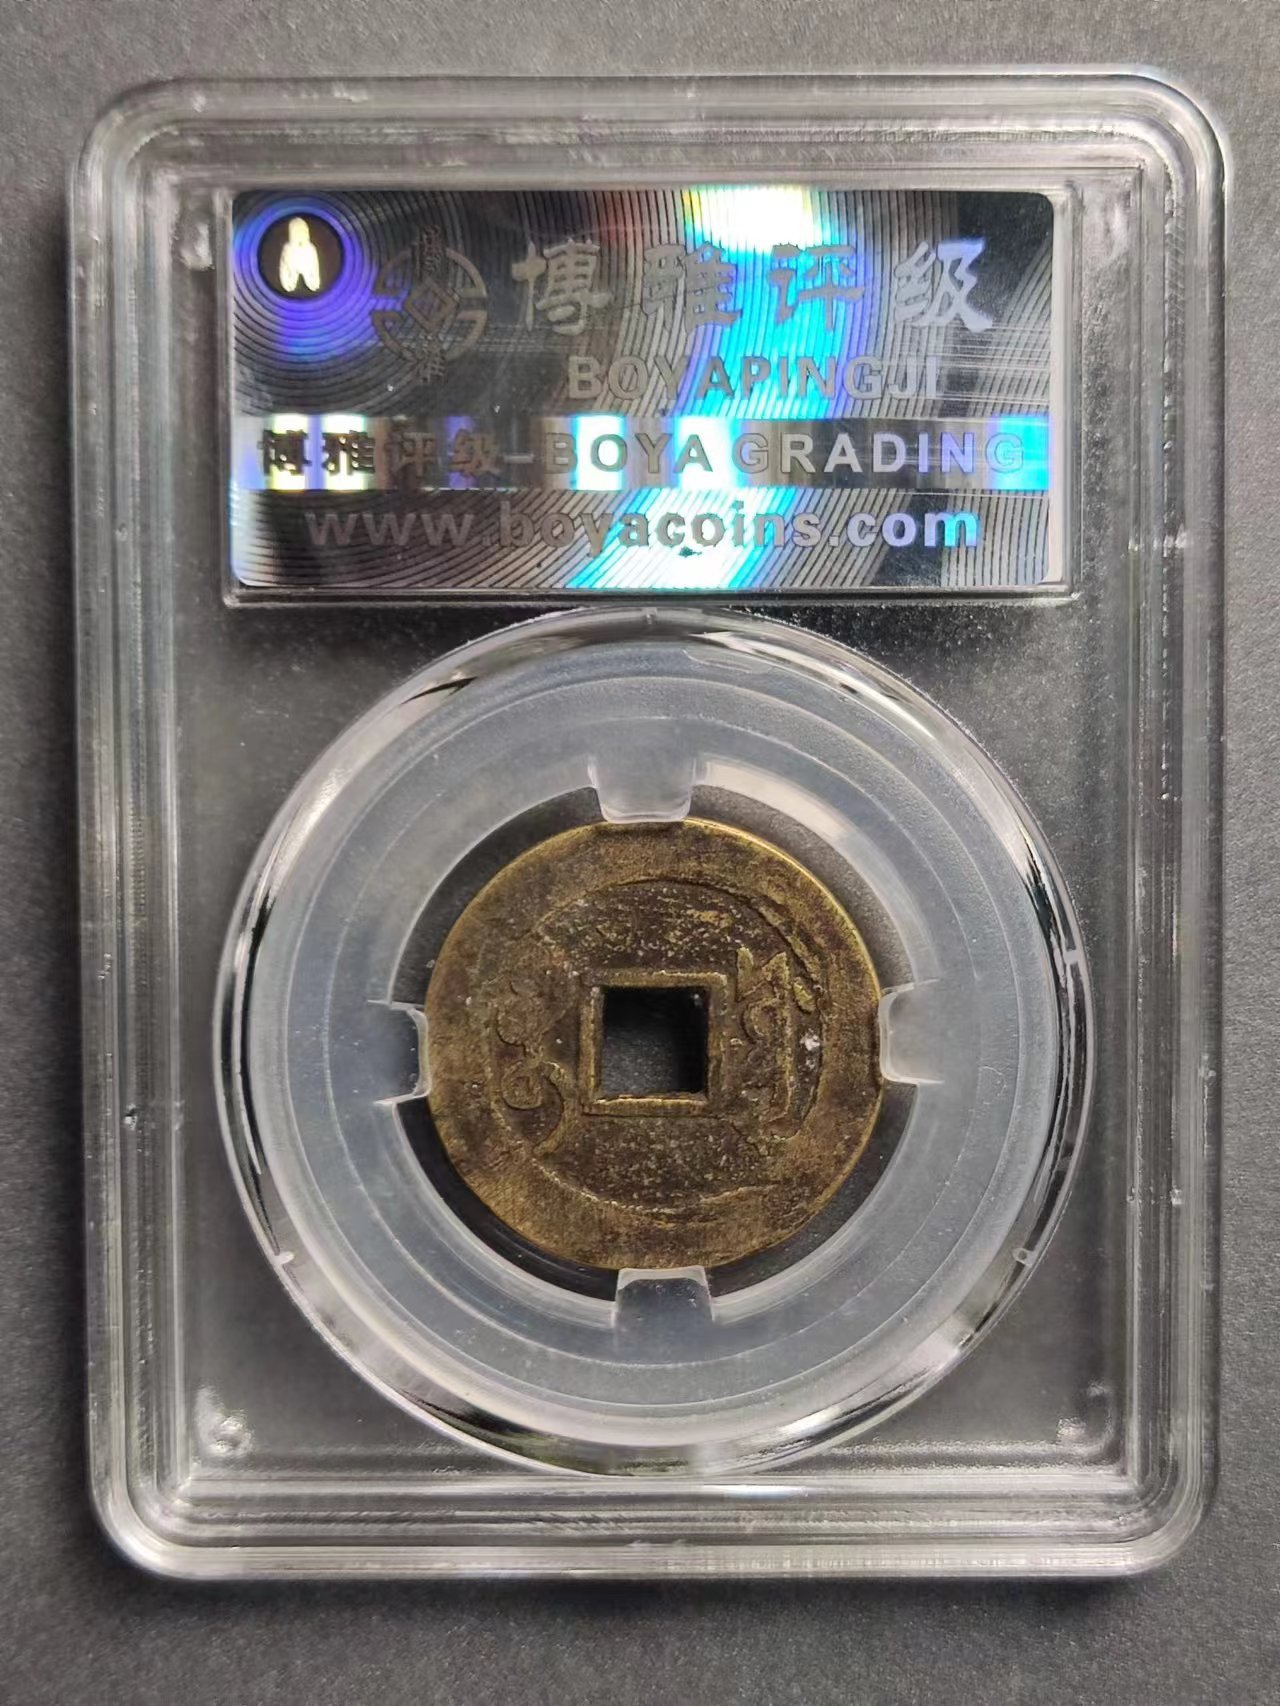 博雅评级
BOYAPINGJI
博雅评级-BOYA GRADING
www.boyacoins.com